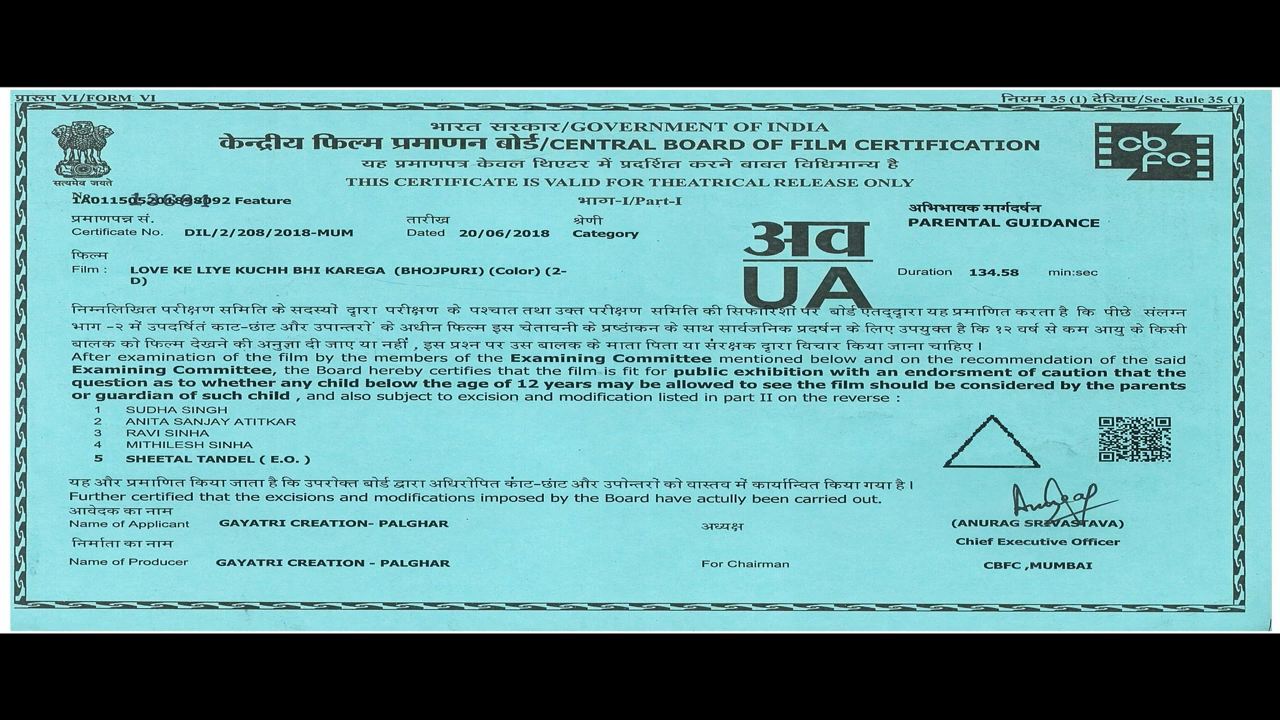 प्रारूप VI/FORM VI
नियम 35 (1) देखिए/Sec. Rule 35 (1)
भारत सरकार/GOVERNMENT OF INDIA
केन्द्रीय फिल्म प्रमाणन बोर्ड/CENTRAL BOARD OF FILM CERTIFICATION
cb
fc
यह प्रमाणपत्र केवल थिएटर में प्रदर्शित करने बाबत विधिमान्य है
सत्यमेव जयते
THIS CERTIFICATE IS VALID FOR THEATRICAL RELEASE ONLY
Feature
भाग-I/Part-I
अभिभावक मार्गदर्षन
PARENTAL GUIDANCE
प्रमाणपन्न सं.
तारीख
श्रेणी
Certificate No. DIL/2/208/2018-MUM
Dated 20/06/2018
Category
अव
UA
फिल्म
Film : LOVE KE LIYE KUCHH BHI KAREGA (BHOJPURI) (Color) (2-
D)
Duration 134.58 min:sec
निम्नलिखित परीक्षण समिति के सदस्यों द्वारा परीक्षण के पश्चात तथा उक्त परीक्षण समिति की सिफारिशों पर बोर्ड एतद्द्वारा यह प्रमाणित करता है कि पीछे संलग्न
भाग -२ में उपदर्षित काट-छांट और उपान्तरों के अधीन फिल्म इस चेतावनी के प्रष्ठांकन के साथ सार्वजनिक प्रदर्षन के लिए उपयुक्त है कि १२ वर्ष से कम आयु के किसी
बालक को फिल्म देखने की अनुज्ञा दी जाए या नहीं , इस प्रश्न पर उस बालक के माता पिता या संरक्षक द्वारा विचार किया जाना चाहिए।
After examination of the film by the members of the Examining Committee mentioned below and on the recommendation of the said
Examining Committee, the Board hereby certifies that the film is fit for public exhibition with an endorsement of caution that the
question as to whether any child below the age of 12 years may be allowed to see the film should be considered by the parents
or guardian of such child , and also subject to excision and modification listed in part II on the reverse :
1 SUDHA SINGH
2 ANITA SANJAY ATITKAR
3 RAVI SINHA
4 MITHILESH SINHA
5 SHEETAL TANDEL ( E.O. )
यह और प्रमाणित किया जाता है कि उपरोक्त बोर्ड द्वारा अधिरोपित काट-छांट और उपोन्तरों को वास्तव में कार्यान्वित किया गया है।
Further certified that the excisions and modifications imposed by the Board have actully been carried out.
आवेदक का नाम
Name of Applicant GAYATRI CREATION- PALGHAR
अध्यक्ष
(ANURAG SRIVASTAVA)
निर्माता का नाम
Chief Executive Officer
Name of Producer GAYATRI CREATION - PALGHAR
For Chairman
CBFC ,MUMBAI